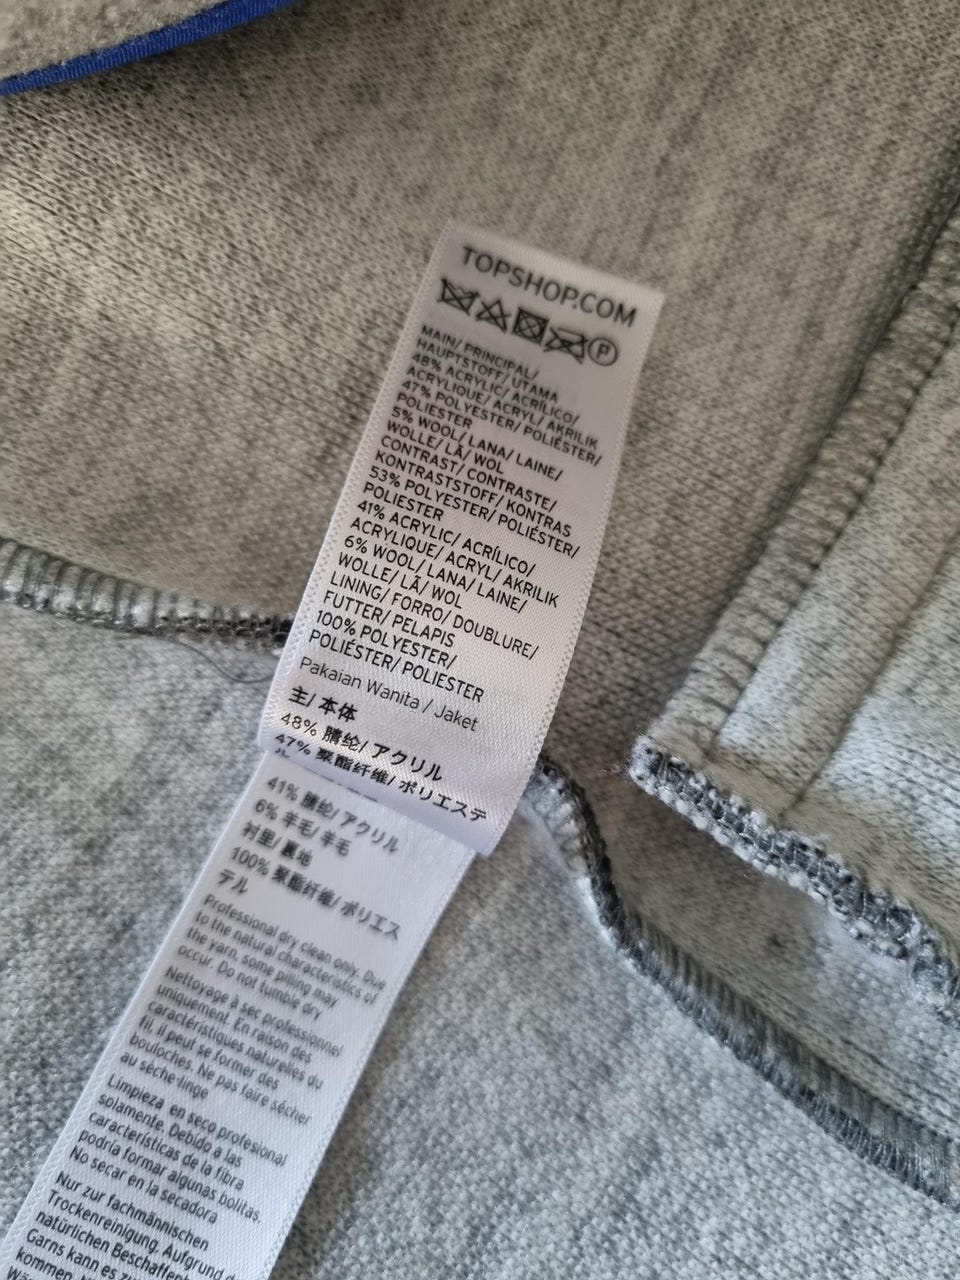 TOPSHOP.COM
P
MAIN/ PRINCIPAL/
HAUPTSTOFF/ UTAMA
48% ACRYLIC/ ACRÍLICO/
ACRYLIQUE/ ACRYL/ AKRILIK
47% POLYESTER/ POLIÉSTER/
POLIESTER
5% WOOL/ LANA/ LAINE/
WOLLE/ LÃ/ WOL
CONTRAST/ CONTRASTE/
KONTRASTSTOFF/ KONTRAS
53% POLYESTER/ POLIÉSTER/
POLIESTER
41% ACRYLIC/ ACRÍLICO/
ACRYLIQUE/ ACRYL/ AKRILIK
6% WOOL/ LANA/ LAINE/
WOLLE/ LÃ/ WOL
LINING/ FORRO/ DOUBLURE/
FUTTER/ PELAPIS
100% POLYESTER/
POLIÉSTER/ POLIESTER
Pakaian Wanita / Jaket
主/ 本体
48% 腈纶/ アクリル
47% 聚酯纤维/ ポリエステ
41% 腈纶/ アクリル
6% 羊毛/ 羊毛
衬里/ 裏地
100% 聚酯纤维/ ポリエス
テル
Professional dry clean only. Due
to the natural characteristics of
the yarn, some pilling may
occur. Do not tumble dry
Nettoyage à sec professionnel
uniquement. En raison des
caractéristiques naturelles du
fil, il peut se former des
bouloches. Ne pas faire sécher
au sèche-linge
Limpieza en seco profesional
solamente. Debido a las
características de la fibra
podría formar algunas bolitas.
No secar en la secadora
Nur zur fachmännischen
Trockenreinigung. Aufgrund d
natürlichen Beschaffen
Garns kann es zu
kommen.